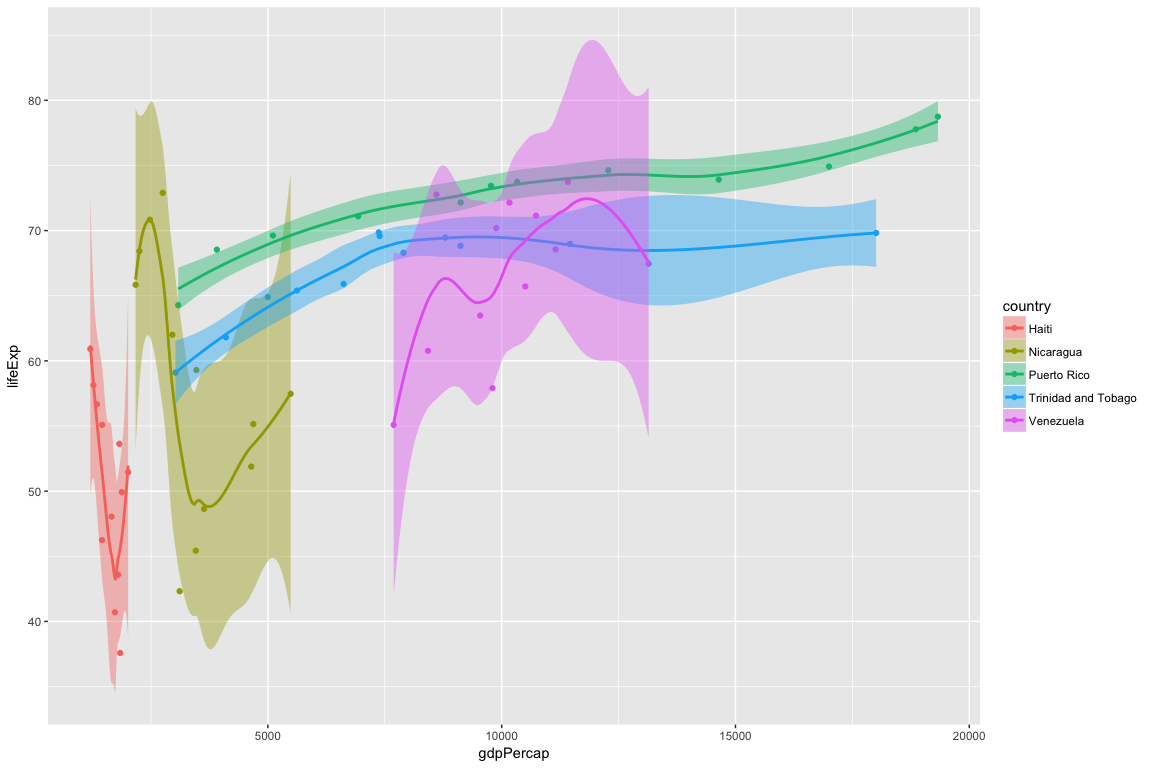 80
70
60
50
40
lifeExp
5000
10000
15000
20000
gdpPercap
country
Haiti
Nicaragua
Puerto Rico
Trinidad and Tobago
Venezuela